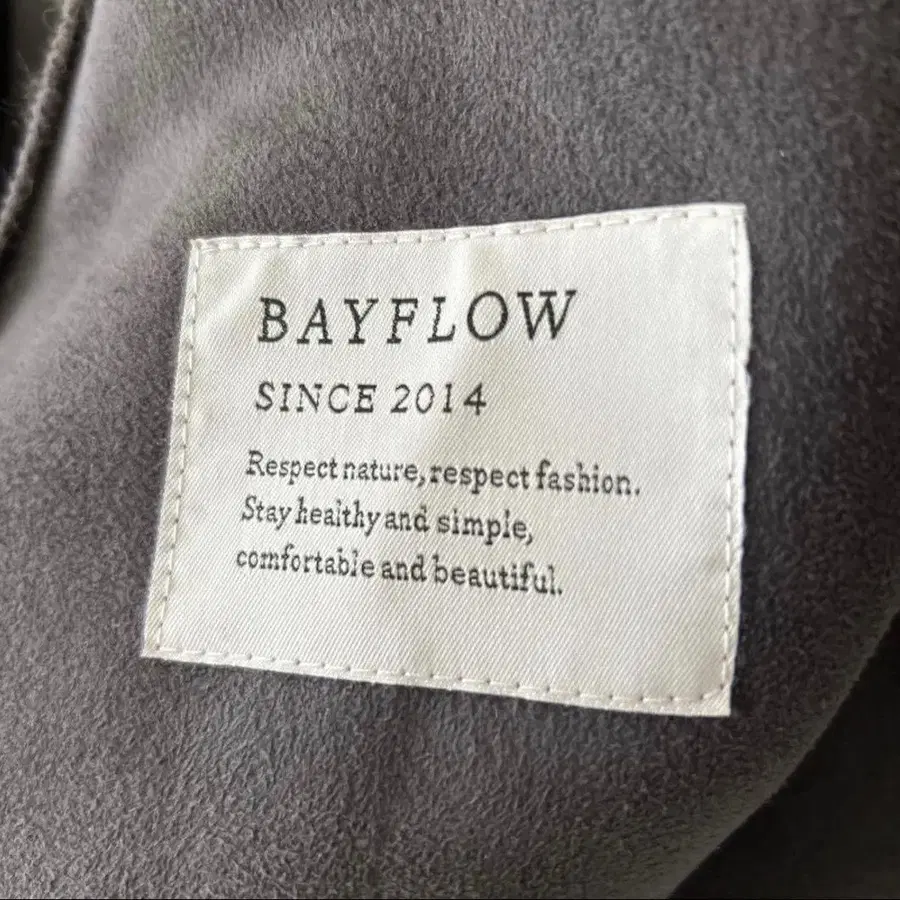 BAYFLOW
SINCE 2014
Respect nature, respect fashion.
Stay healthy and simple,
comfortable and beautiful.